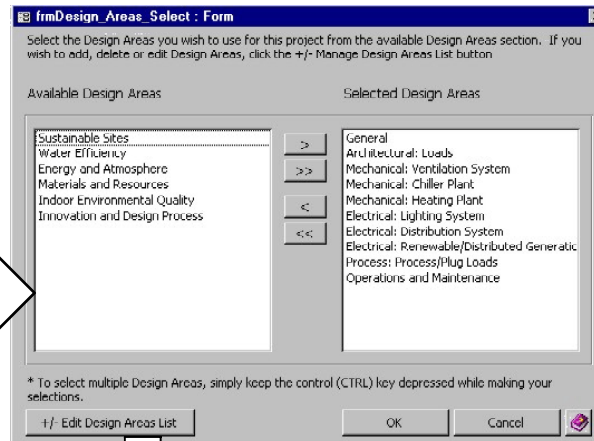 frmDesign_Areas_Select : Form
Select the Design Areas you wish to use for this project from the available Design Areas section. If you
wish to add, delete or edit Design Areas, click the +/- Manage Design Areas List button
Available Design Areas
Selected Design Areas
Sustainable Sites
Water Efficiency
Energy and Atmosphere
Materials and Resources
Indoor Environmental Quality
Innovation and Design Process
>
>>
<
<<
General
Architectural: Loads
Mechanical: Ventilation System
Mechanical: Chiller Plant
Mechanical: Heating Plant
Electrical: Lighting System
Electrical: Distribution System
Electrical: Renewable/Distributed Generatic
Process: Process/Plug Loads
Operations and Maintenance
* To select multiple Design Areas, simply keep the control (CTRL) key depressed while making your
selections.
+/- Edit Design Areas List
OK
Cancel